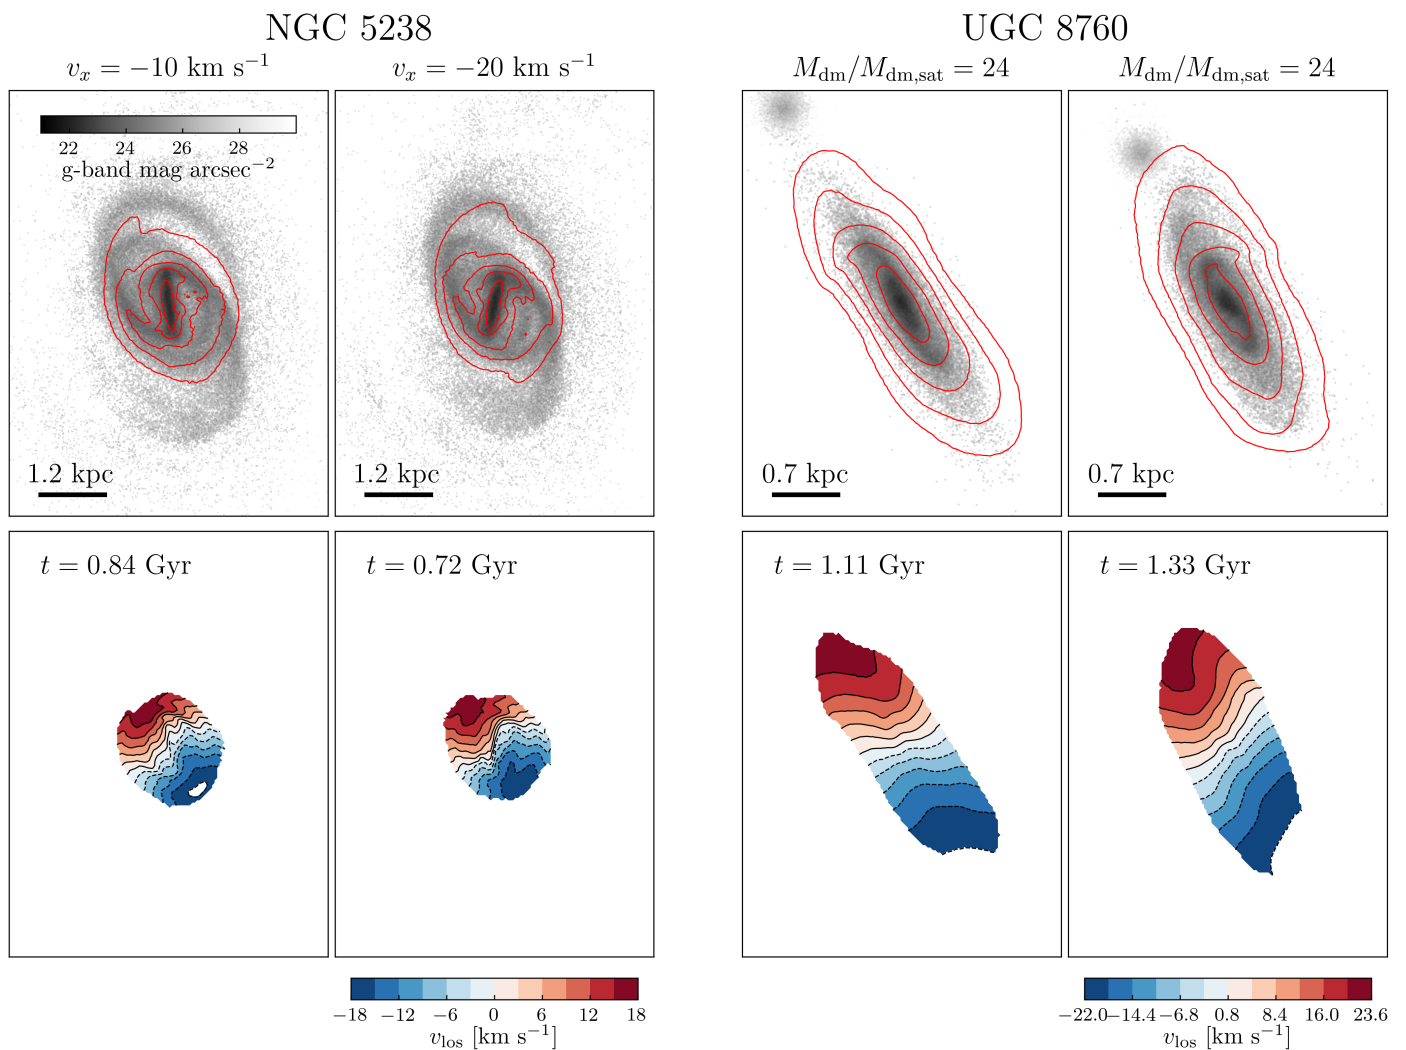 NGC 5238
UGC 8760
v_x = −10 km s⁻¹
v_x = −20 km s⁻¹
M_dm/M_dm,sat = 24
M_dm/M_dm,sat = 24
22 24 26 28
g-band mag arcsec⁻²
1.2 kpc
1.2 kpc
0.7 kpc
0.7 kpc
t = 0.84 Gyr
t = 0.72 Gyr
t = 1.11 Gyr
t = 1.33 Gyr
−18 −12 −6 0 6 12 18
v_los [km s⁻¹]
−22.0 −14.4 −6.8 0.8 8.4 16.0 23.6
v_los [km s⁻¹]